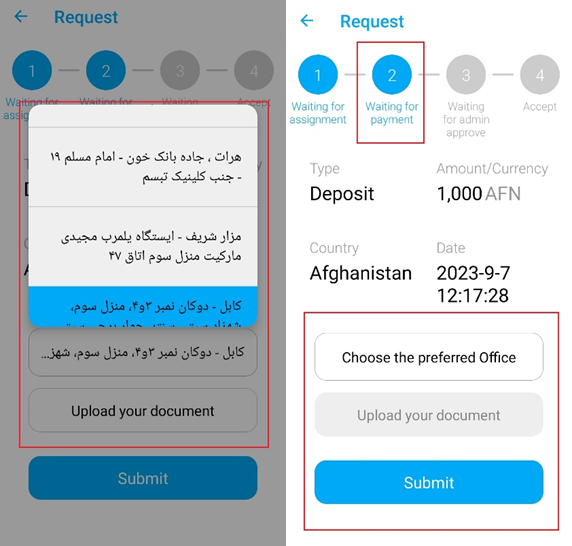 Request
1
2
3
4
Waiting for
Waiting for
Waiting
Accept
هرات ، جاده بانک خون - امام مسلم ۱۹
- جنب کلینیک تبسم
مزار شریف - ایستگاه یلمرب مجیدی
مارکیت منزل سوم اتاق ۴۷
کابل - دوکان نمبر ۳و۴، منزل سوم،
کابل - دوکان نمبر ۳و۴، منزل سوم، شهز...
Upload your document
Submit
Request
1
2
3
4
Waiting for
assignment
Waiting for
payment
Waiting
for admin
approve
Accept
Type
Amount/Currency
Deposit
1,000 AFN
Country
Date
Afghanistan
2023-9-7
12:17:28
Choose the preferred Office
Upload your document
Submit